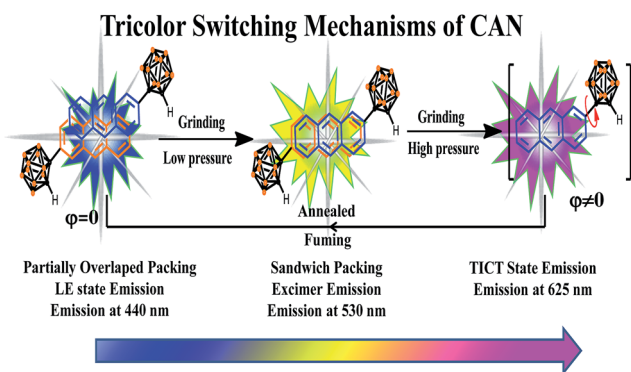 Tricolor Switching Mechanisms of CAN
H
Grinding
Low pressure
H
φ=0
Grinding
High pressure
H
H
φ≠0
Annealed
Fuming
Partially Overlaped Packing
LE state Emission
Emission at 440 nm
Sandwich Packing
Excimer Emission
Emission at 530 nm
TICT State Emission
Emission at 625 nm